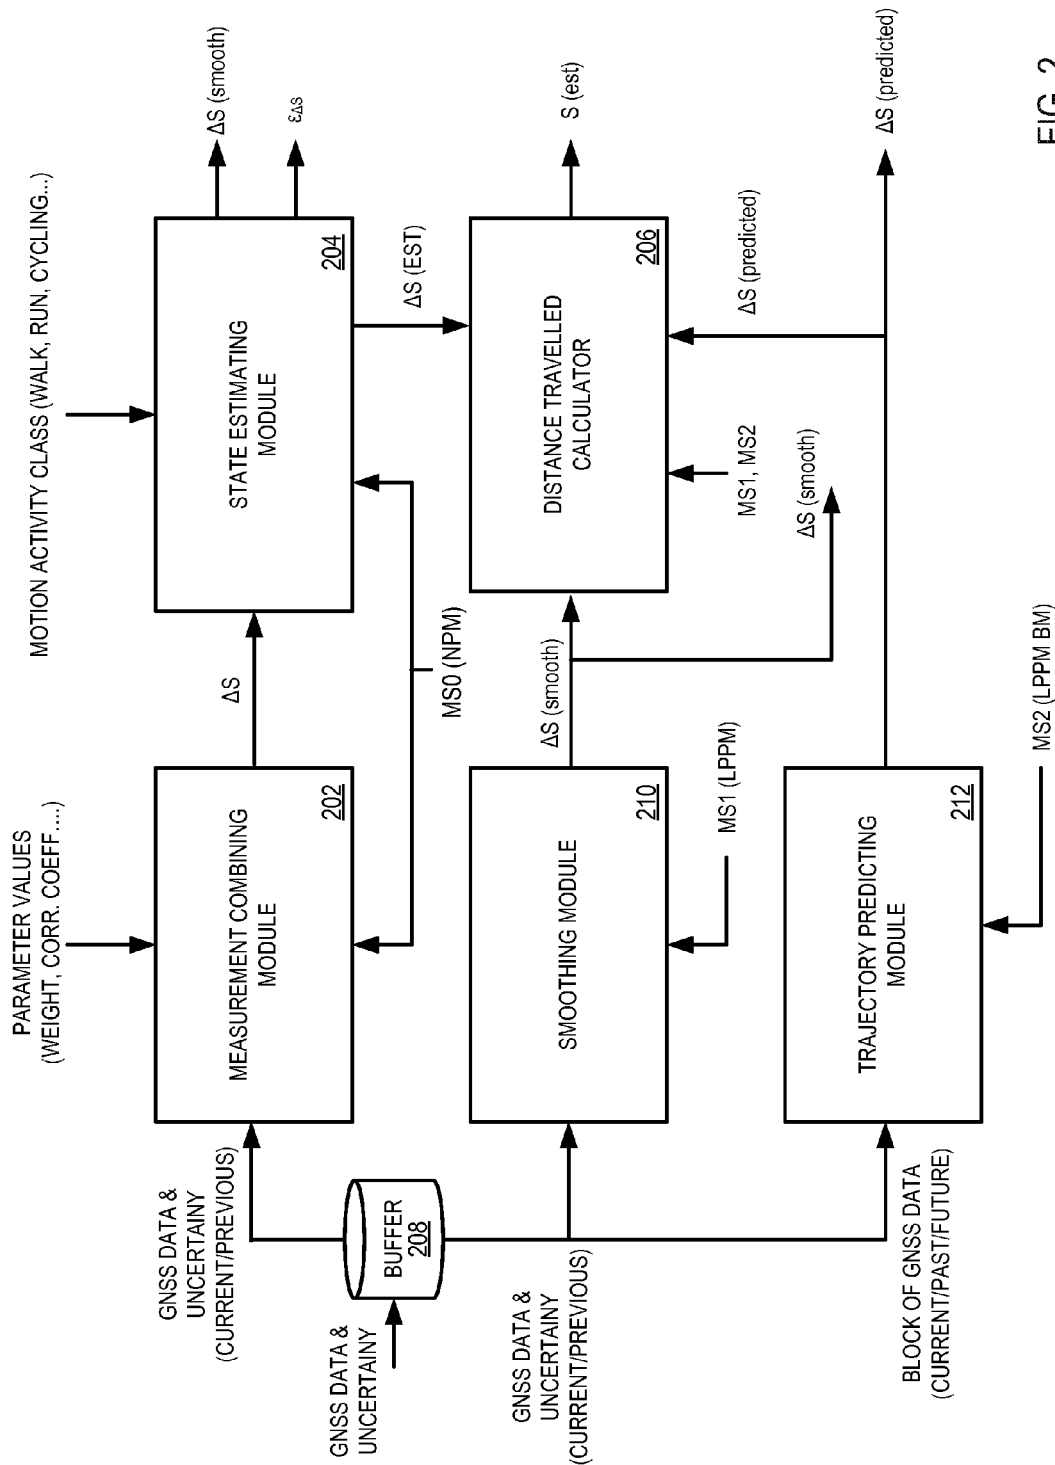 PARAMETER VALUES
(WEIGHT, CORR. COEFF....)
MOTION ACTIVITY CLASS (WALK, RUN, CYCLING...)
GNSS DATA &
UNCERTAINY
(CURRENT/PREVIOUS)
MEASUREMENT COMBINING
MODULE
202
ΔS
STATE ESTIMATING
MODULE
204
ΔS (smooth)
εΔs
GNSS DATA &
UNCERTAINY
BUFFER
208
MS0 (NPM)
ΔS (EST)
GNSS DATA &
UNCERTAINY
(CURRENT/PREVIOUS)
SMOOTHING MODULE
210
ΔS (smooth)
DISTANCE TRAVELLED
CALCULATOR
206
S (est)
MS1 (LPPM)
MS1, MS2
ΔS (predicted)
ΔS (smooth)
BLOCK OF GNSS DATA
(CURRENT/PAST/FUTURE)
TRAJECTORY PREDICTING
MODULE
212
ΔS (predicted)
MS2 (LPPM BM)
FIG. 2